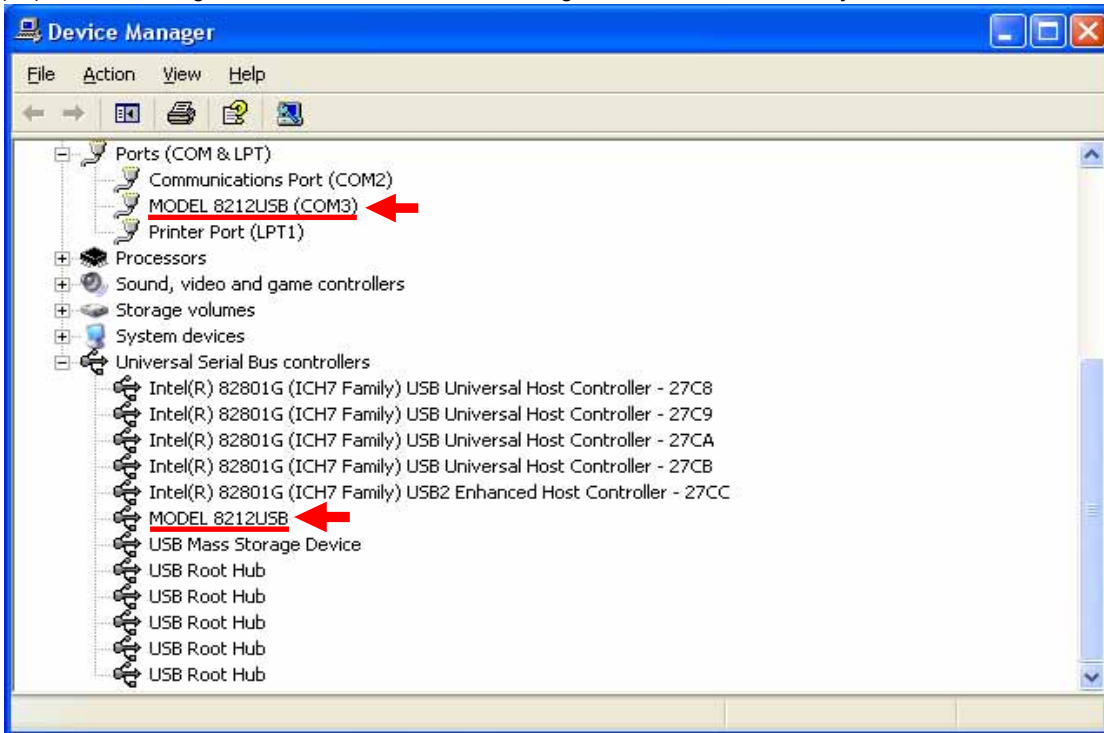 Device Manager
File Action View Help
Ports (COM & LPT)
Communications Port (COM2)
MODEL 8212USB (COM3)
Printer Port (LPT1)
Processors
Sound, video and game controllers
Storage volumes
System devices
Universal Serial Bus controllers
Intel(R) 82801G (ICH7 Family) USB Universal Host Controller - 27C8
Intel(R) 82801G (ICH7 Family) USB Universal Host Controller - 27C9
Intel(R) 82801G (ICH7 Family) USB Universal Host Controller - 27CA
Intel(R) 82801G (ICH7 Family) USB Universal Host Controller - 27CB
Intel(R) 82801G (ICH7 Family) USB2 Enhanced Host Controller - 27CC
MODEL 8212USB
USB Mass Storage Device
USB Root Hub
USB Root Hub
USB Root Hub
USB Root Hub
USB Root Hub